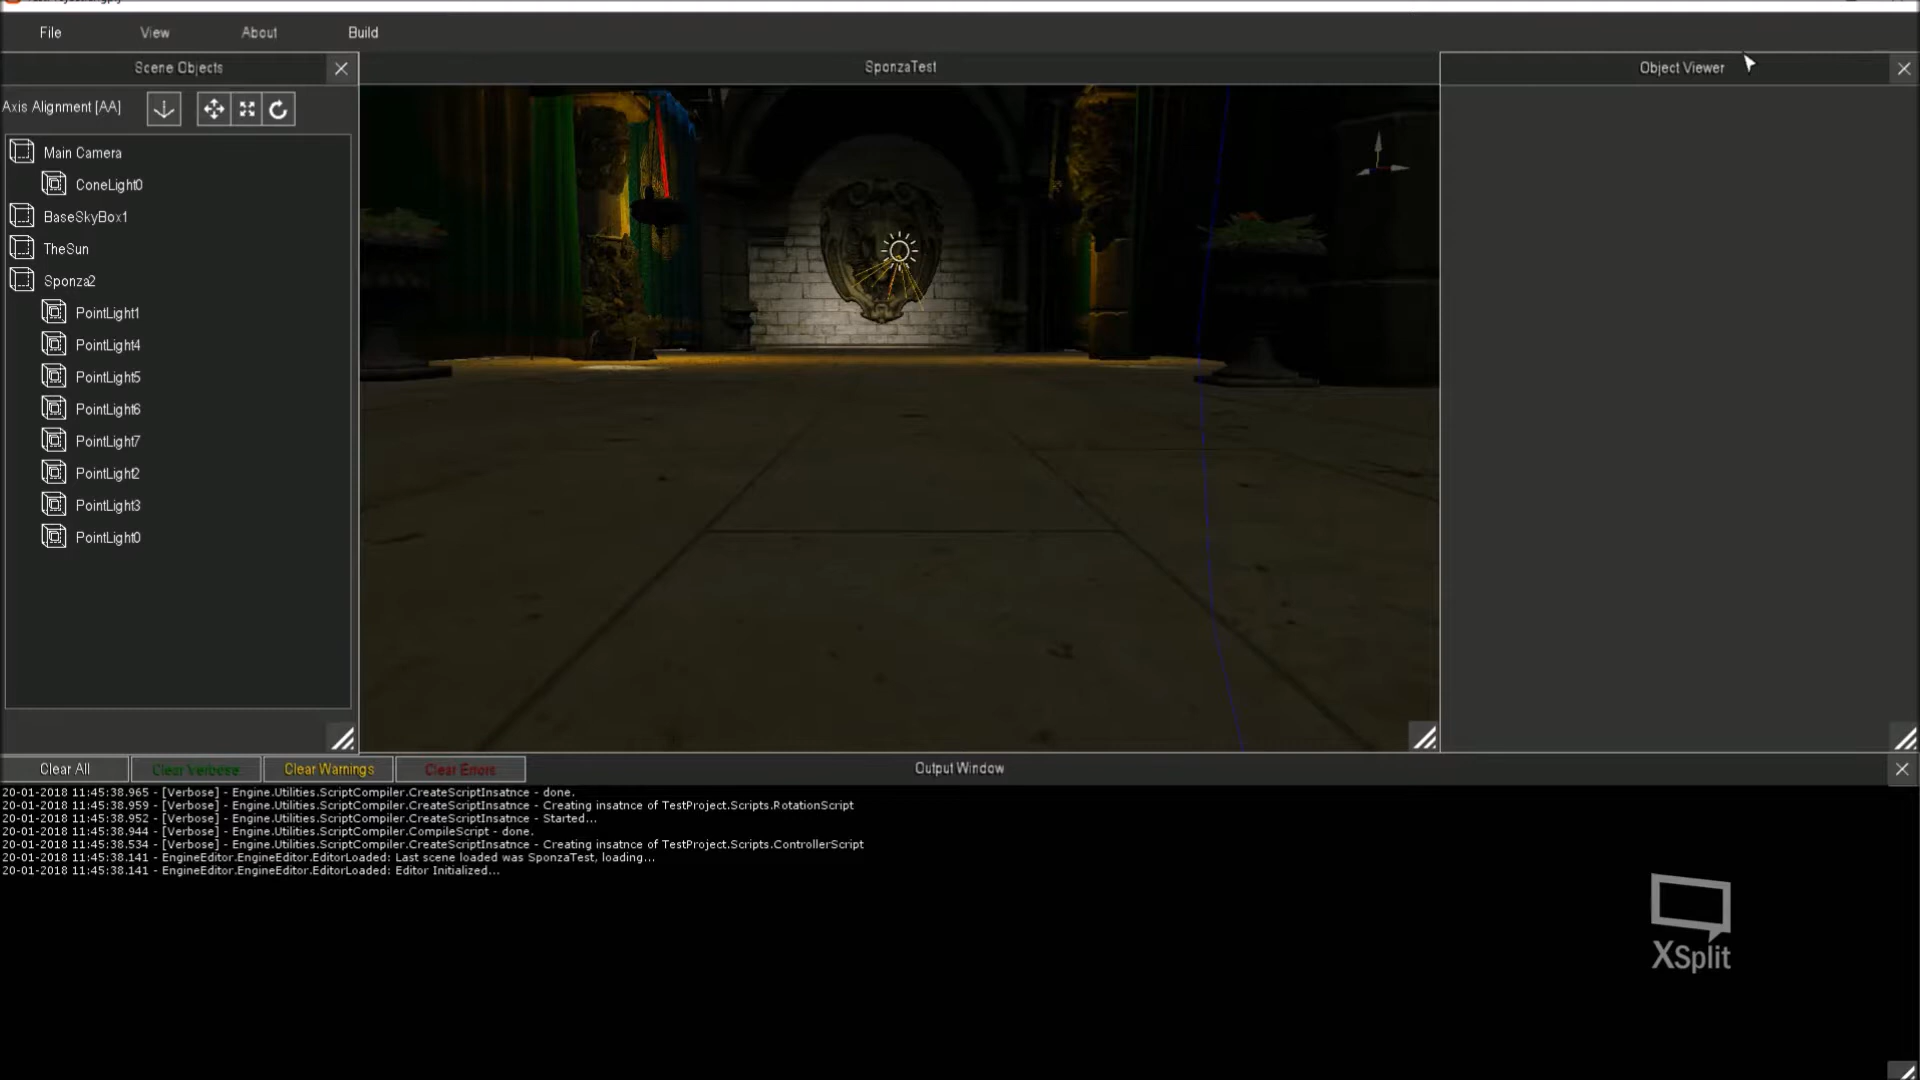 File View About Build
Scene Objects
SponzaTest
Object Viewer
Axis Alignment [AA]
Main Camera
ConeLight0
BaseSkyBox1
TheSun
Sponza2
PointLight1
PointLight4
PointLight5
PointLight6
PointLight7
PointLight2
PointLight3
PointLight0
Clear All Clear Verbose Clear Warnings Clear Errors Output Window
20-01-2018 11:45:38.965 - [Verbose] - Engine.Utilities.ScriptCompiler.CreateScriptInsatnce - done.
20-01-2018 11:45:38.959 - [Verbose] - Engine.Utilities.ScriptCompiler.CreateScriptInsatnce - Creating insatnce of TestProject.Scripts.RotationScript
20-01-2018 11:45:38.952 - [Verbose] - Engine.Utilities.ScriptCompiler.CreateScriptInsatnce - Started...
20-01-2018 11:45:38.944 - [Verbose] - Engine.Utilities.ScriptCompiler.CompileScript - done.
20-01-2018 11:45:38.534 - [Verbose] - Engine.Utilities.ScriptCompiler.CreateScriptInsatnce - Creating insatnce of TestProject.Scripts.ControllerScript
20-01-2018 11:45:38.141 - EngineEditor.EngineEditor.EditorLoaded: Last scene loaded was SponzaTest, loading...
20-01-2018 11:45:38.141 - EngineEditor.EngineEditor.EditorLoaded: Editor Initialized...
XSplit